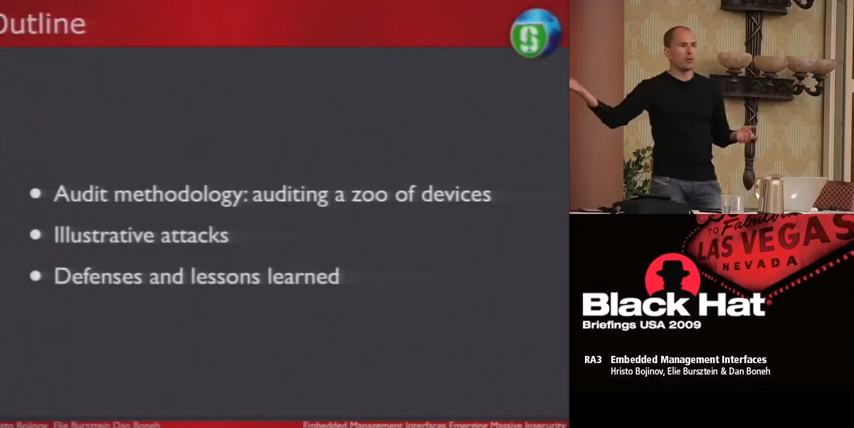 Outline
S
Audit methodology: auditing a zoo of devices
Illustrative attacks
Defenses and lessons learned
Hristo Bojinov, Elie Bursztein Dan Boneh
Embedded Management Interfaces Emerging Massive Insecurity
TO Fabulous
LAS VEGAS
NEVADA
Black Hat
Briefings USA 2009
RA3 Embedded Management Interfaces
Hristo Bojinov, Elie Bursztein & Dan Boneh